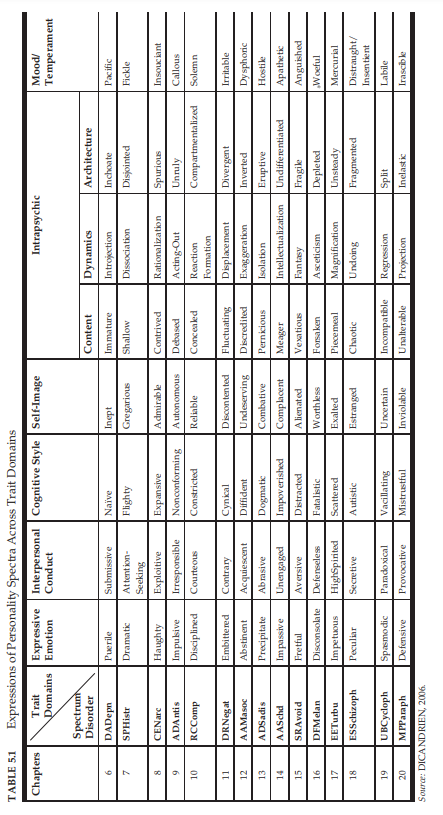 TABLE 5.1 Expressions of Personality Spectra Across Trait Domains
Chapters Trait Domains Spectrum Disorder Expressive Emotion Interpersonal Conduct Cognitive Style Self-Image Intrapsychic Mood/ Temperament
Content Dynamics Architecture
6 DADepn Puerile Submissive Naïve Inept Immature Introjection Inchoate Pacific
7 SPHistr Dramatic Attention-Seeking Flighty Gregarious Shallow Dissociation Disjointed Fickle
8 CENarc Haughty Exploitive Expansive Admirable Contrived Rationalization Spurious Insouciant
9 ADAntis Impulsive Irresponsible Nonconforming Autonomous Debased Acting-Out Unruly Callous
10 RCComp Disciplined Courteous Constricted Reliable Concealed Reaction Formation Compartmentalized Solemn
11 DRNegat Embittered Contrary Cynical Discontented Fluctuating Displacement Divergent Irritable
12 AAMasoc Abstinent Acquiescent Diffident Undeserving Discredited Exaggeration Inverted Dysphoric
13 ADSadis Precipitate Abrasive Dogmatic Combative Pernicious Isolation Eruptive Hostile
14 AASchd Impassive Unengaged Impoverished Complacent Meager Intellectualization Undifferentiated Apathetic
15 SRAvoid Fretful Aversive Distracted Alienated Vexatious Fantasy Fragile Anguished
16 DFMelan Disconsolate Defenseless Fatalistic Worthless Forsaken Asceticism Depleted Woeful
17 EETurbu Impetuous HighSpirited Scattered Exalted Piecemeal Magnification Unsteady Mercurial
18 ESSchizoph Peculiar Secretive Autistic Estranged Chaotic Undoing Fragmented Distraught/ Insentient
19 UBCycloph Spasmodic Paradoxical Vacillating Uncertain Incompatible Regression Split Labile
20 MPParaph Defensive Provocative Mistrustful Inviolable Unalterable Projection Inelastic Irascible
Source: DICANDRIEN, 2006.